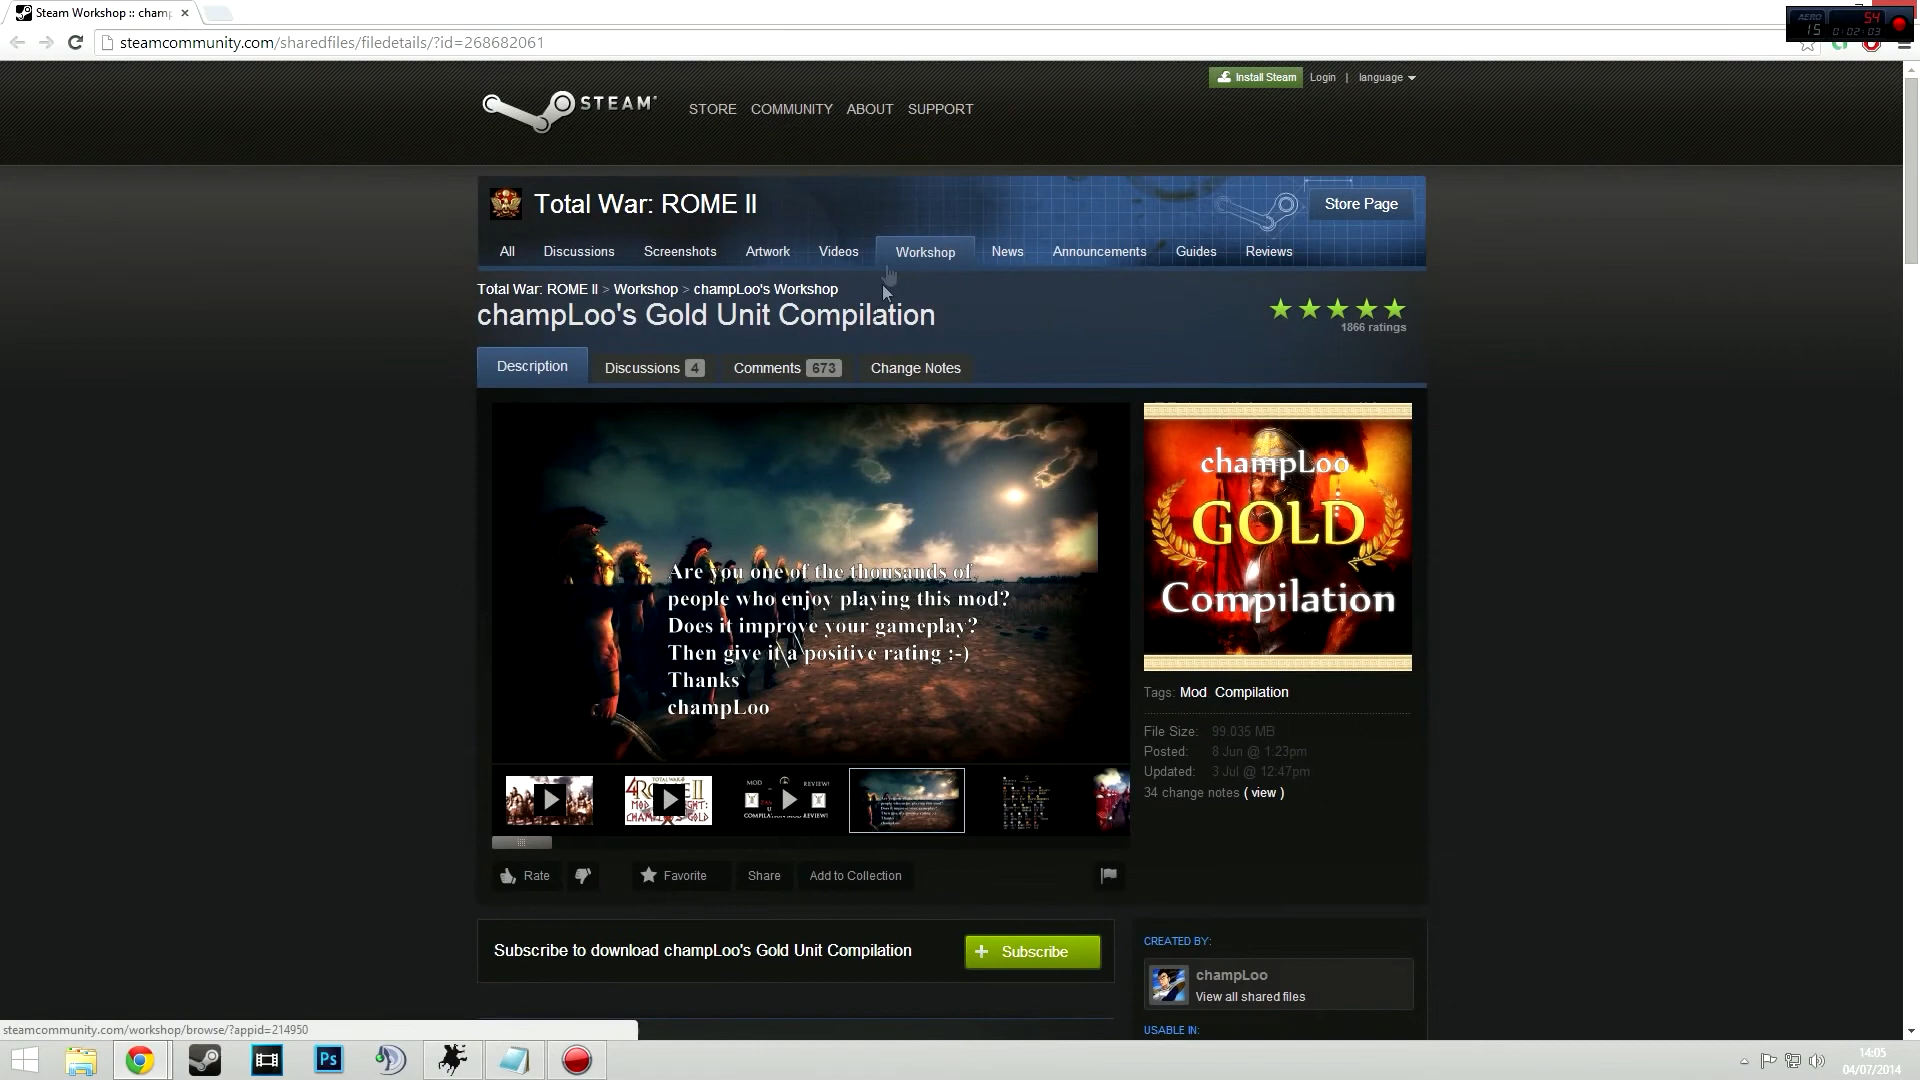 Steam Workshop :: champ
AERO
54
15 0:02:03
steamcommunity.com/sharedfiles/filedetails/?id=268682061
Install Steam Login | language
STEAM
STORE COMMUNITY ABOUT SUPPORT
Total War: ROME II
Store Page
All Discussions Screenshots Artwork Videos Workshop News Announcements Guides Reviews
Total War: ROME II > Workshop > champLoo's Workshop
champLoo's Gold Unit Compilation
1866 ratings
Description Discussions 4 Comments 673 Change Notes
Are you one of the thousands of
people who enjoy playing this mod?
Does it improve your gameplay?
Then give it a positive rating :-)
Thanks
champLoo
champLoo
GOLD
Compilation
Tags: Mod Compilation
File Size: 99.035 MB
Posted: 8 Jun @ 1:23pm
Updated: 3 Jul @ 12:47pm
34 change notes ( view )
Rate Favorite Share Add to Collection
Subscribe to download champLoo's Gold Unit Compilation
+ Subscribe
CREATED BY:
champLoo
View all shared files
USABLE IN:
steamcommunity.com/workshop/browse/?appid=214950
Ps
14:05
04/07/2014